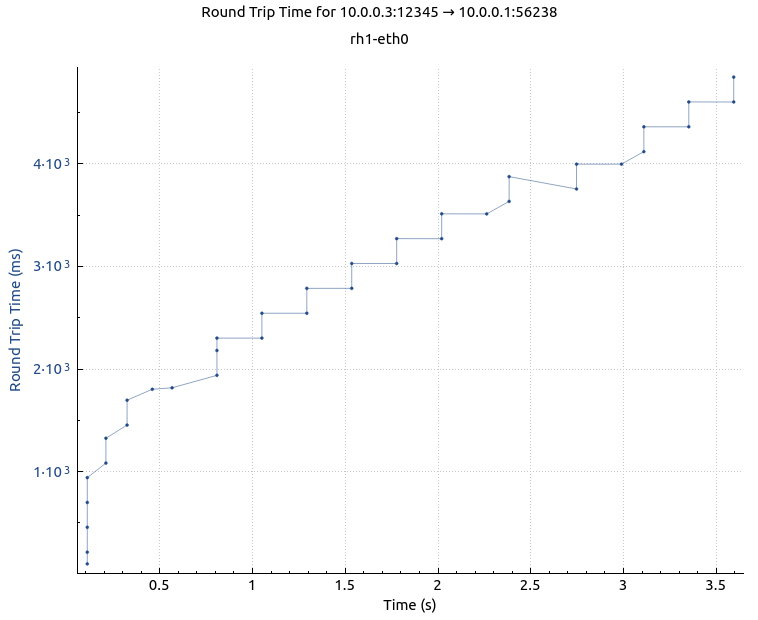 Round Trip Time for 10.0.0.3:12345 → 10.0.0.1:56238
rh1-eth0
4·10³
3·10³
2·10³
1·10³
Round Trip Time (ms)
0.5 1 1.5 2 2.5 3 3.5
Time (s)